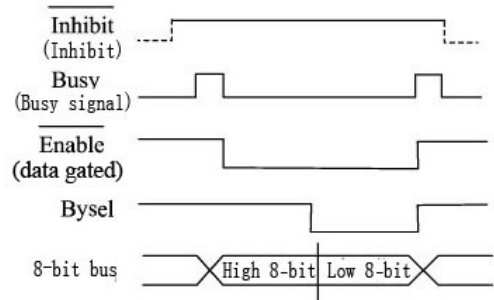 Inhibit
(Inhibit)
Busy
(Busy signal)
Enable
(data gated)
Bysel
8-bit bus High 8-bit Low 8-bit